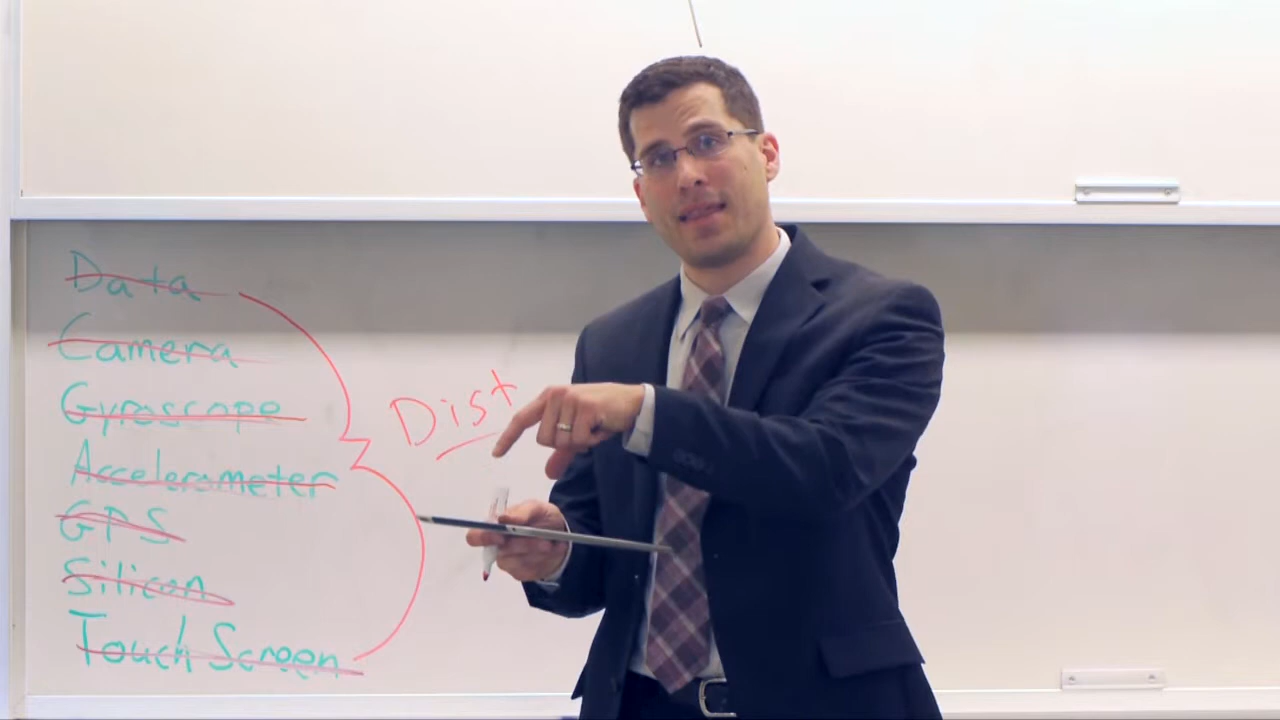 Data
Camera
Gyroscope
Accelerometer
GPS
Silicon
Touch Screen
Dist